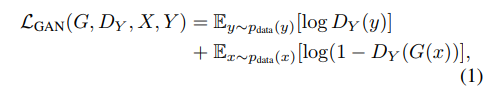 ℒ_GAN(G, D_Y, X, Y) = 𝔼_{y∼p_data(y)}[log D_Y(y)]
+ 𝔼_{x∼p_data(x)}[log(1 − D_Y(G(x))],
(1)